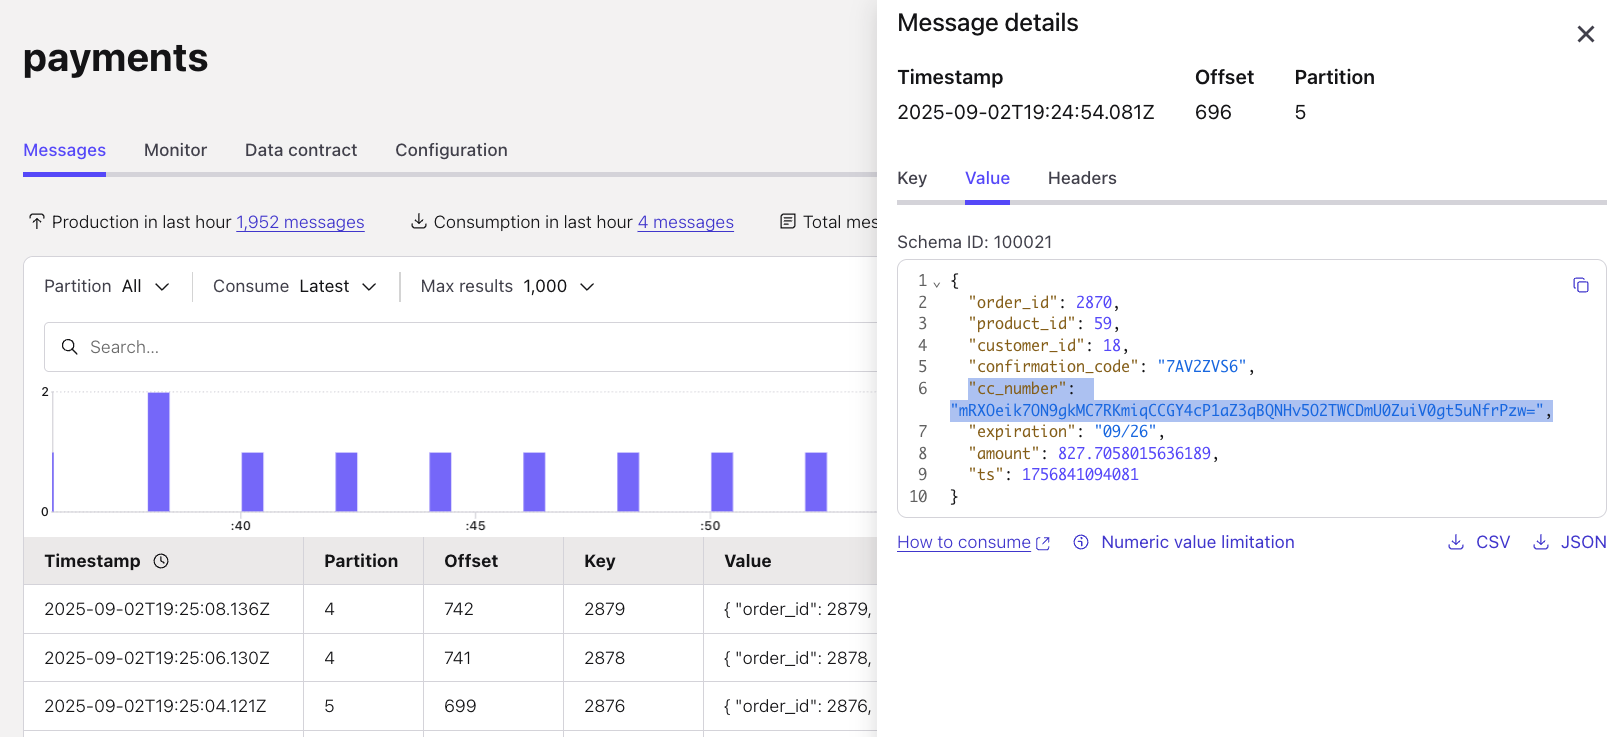 payments
Messages Monitor Data contract Configuration
Production in last hour 1,952 messages Consumption in last hour 4 messages Total mes
Partition All Consume Latest Max results 1,000
Search...
2
0
:40 :45 :50
Timestamp Partition Offset Key Value
2025-09-02T19:25:08.136Z 4 742 2879 { "order_id": 2879,
2025-09-02T19:25:06.130Z 4 741 2878 { "order_id": 2878,
2025-09-02T19:25:04.121Z 5 699 2876 { "order_id": 2876,
Message details
Timestamp Offset Partition
2025-09-02T19:24:54.081Z 696 5
Key Value Headers
Schema ID: 100021
1 {
2 "order_id": 2870,
3 "product_id": 59,
4 "customer_id": 18,
5 "confirmation_code": "7AV2ZVS6",
6 "cc_number":
"mRXOeik7ON9gkMC7RKmiqCCGY4cP1aZ3qBQNHv5O2TWCDmU0ZuiV0gt5uNfrPzw=",
7 "expiration": "09/26",
8 "amount": 827.7058015636189,
9 "ts": 1756841094081
10 }
How to consume Numeric value limitation CSV JSON